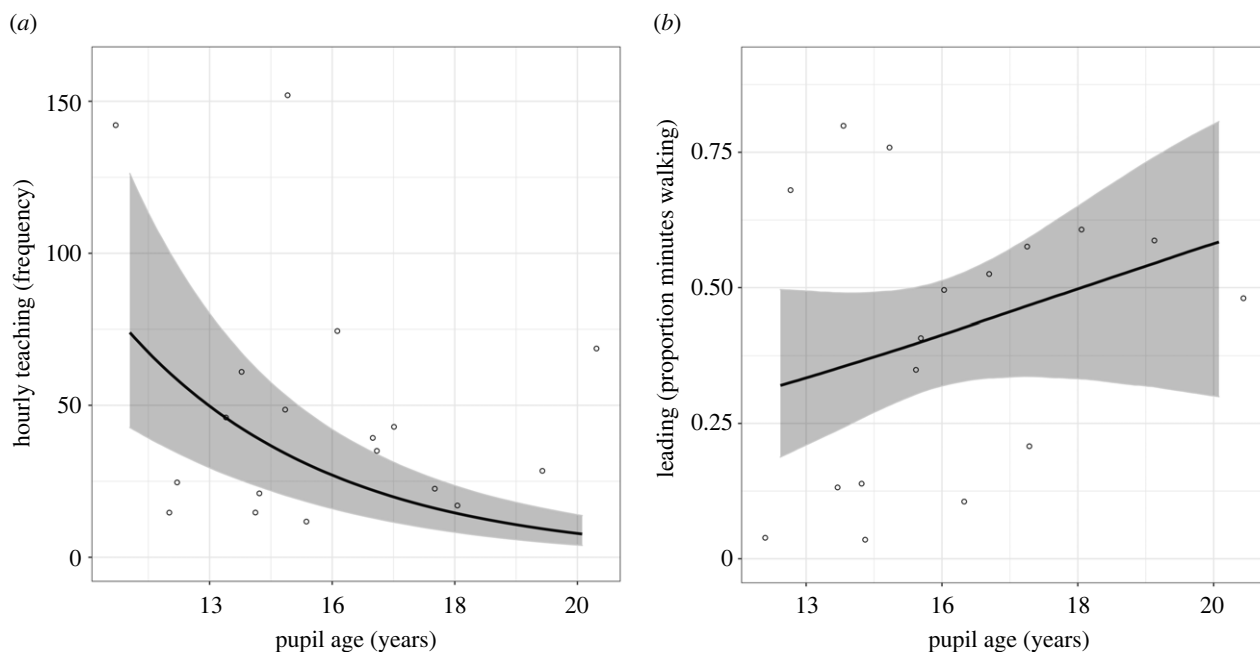 (a)
hourly teaching (frequency)
150
100
50
0
13 16 18 20
pupil age (years)
(b)
leading (proportion minutes walking)
0.75
0.50
0.25
0
13 16 18 20
pupil age (years)